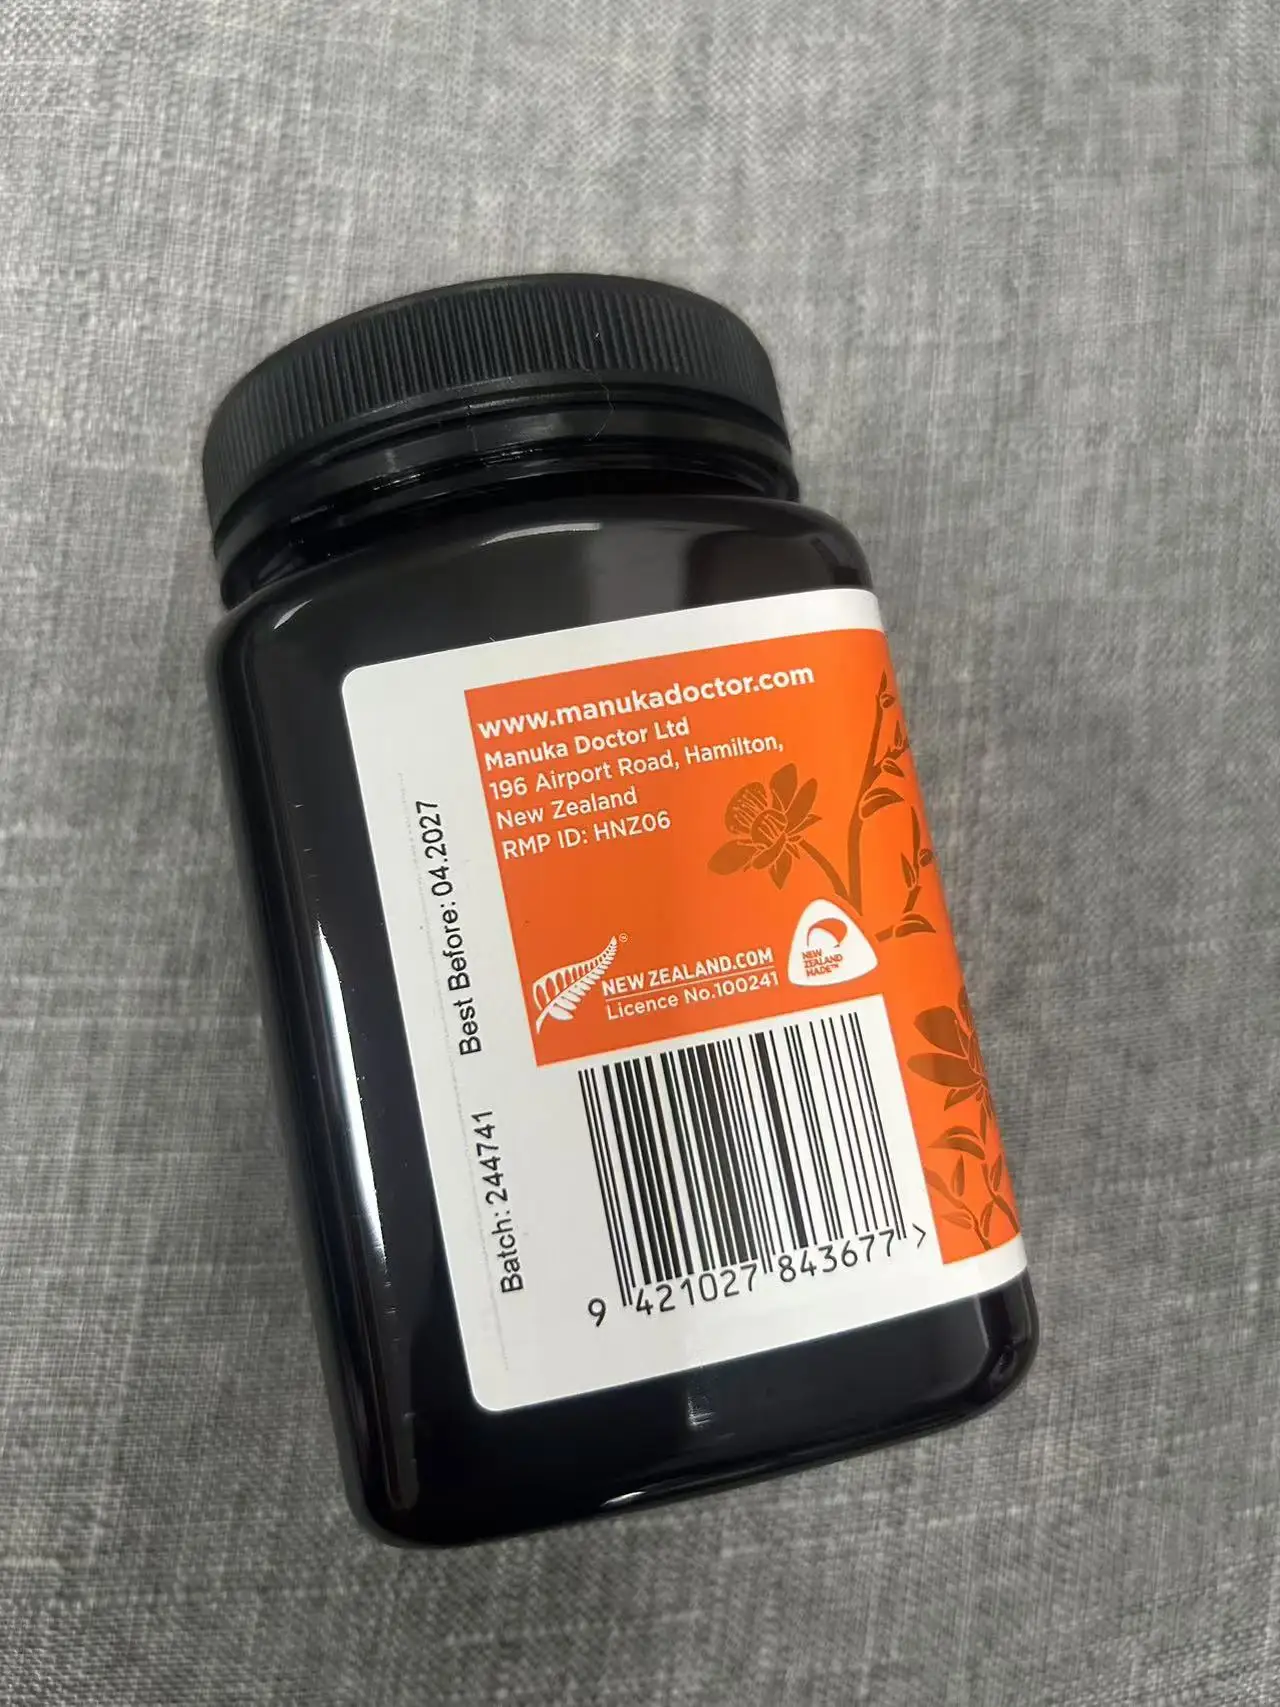 www.manukadoctor.com
Manuka Doctor Ltd
196 Airport Road, Hamilton,
New Zealand
RMP ID: HNZ06
NEW ZEALAND.COM
Licence No.100241
NEW
ZEALAND
MADE™
Best Before: 04.2027
Batch: 244741
9 421027 843677 >